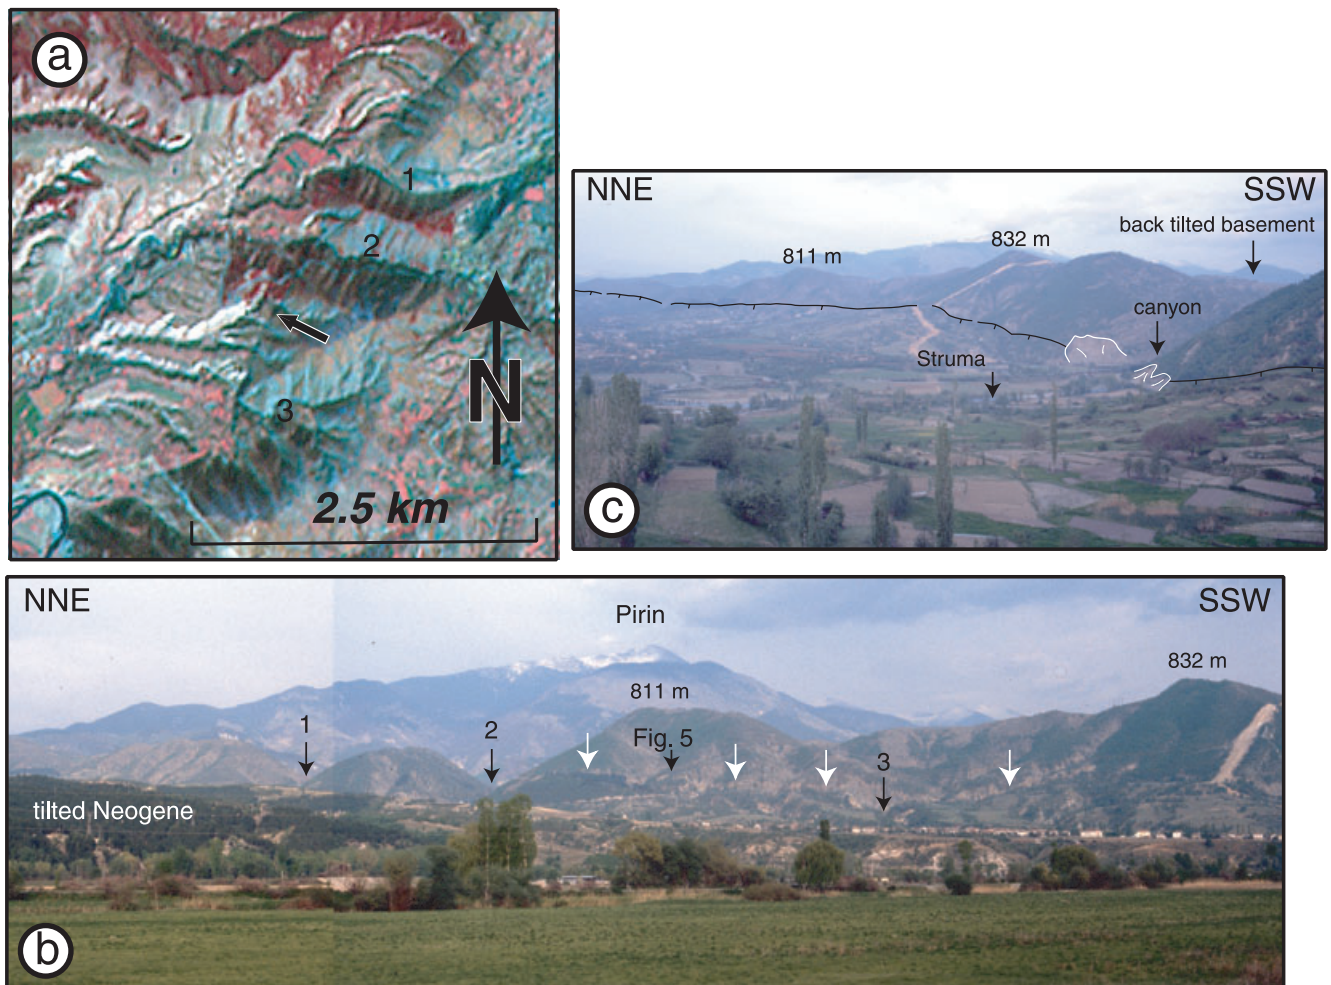 a
1
2
3
N
2.5 km
NNE
SSW
back tilted basement
832 m
811 m
canyon
Struma
c
NNE
SSW
Pirin
832 m
811 m
1
2
Fig. 5
3
tilted Neogene
b